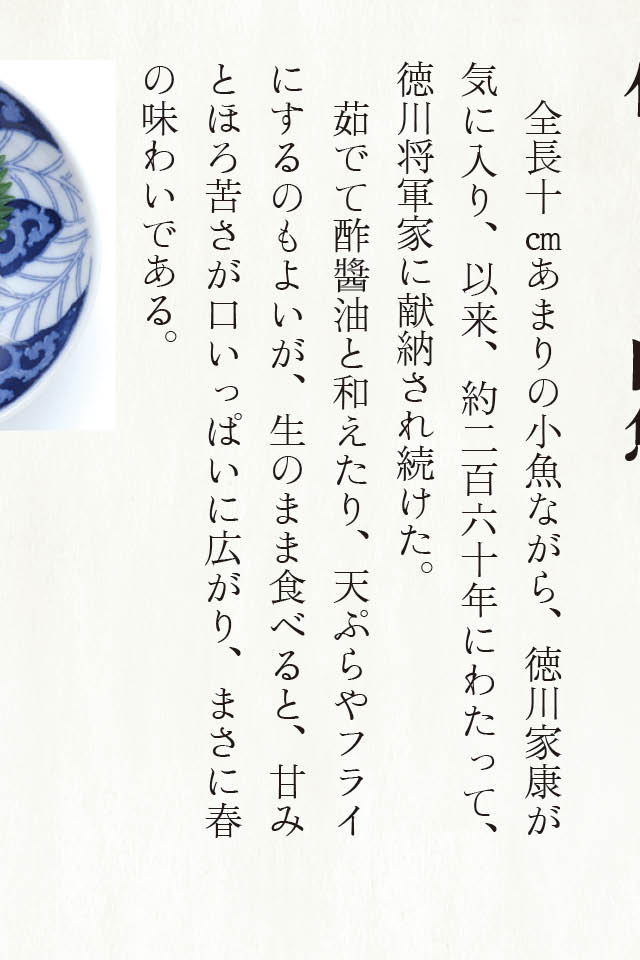 全長十㎝あまりの小魚ながら、徳川家康が
気に入り、以来、約二百六十年にわたって、
徳川将軍家に献納され続けた。
茹でて酢醬油と和えたり、天ぷらやフライ
にするのもよいが、生のまま食べると、甘み
とほろ苦さが口いっぱいに広がり、まさに春
の味わいである。